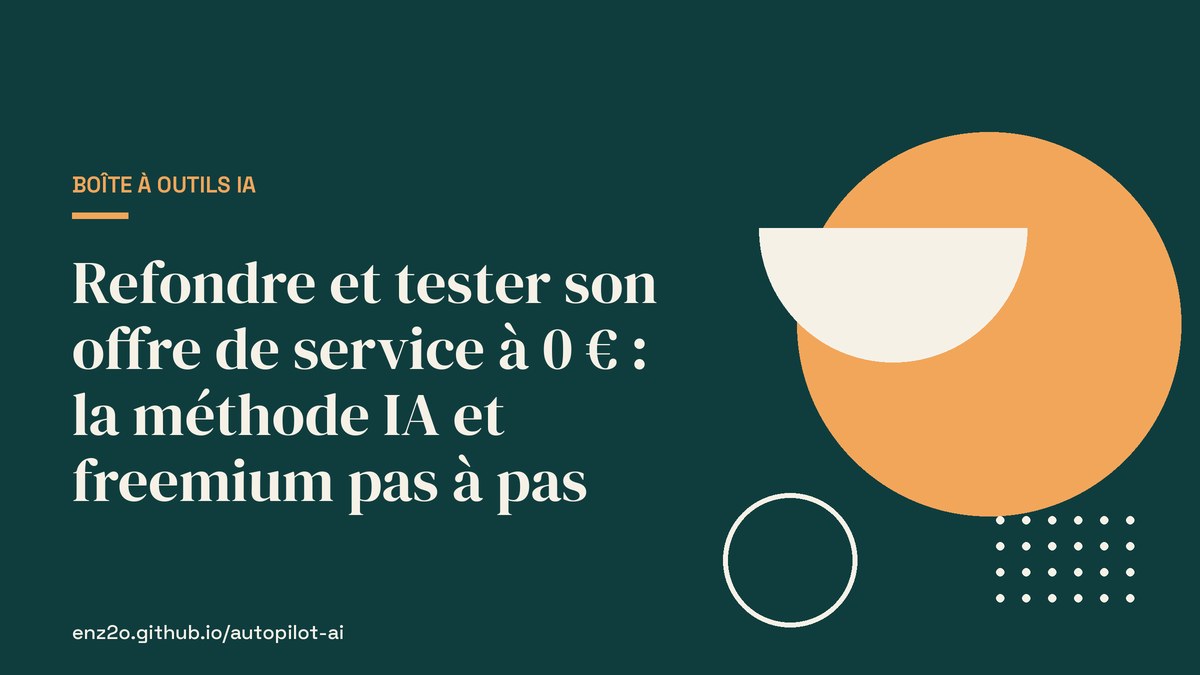 BOÎTE À OUTILS IA
Refondre et tester son
offre de service à 0 € :
la méthode IA et
freemium pas à pas
enz2o.github.io/autopilot-ai